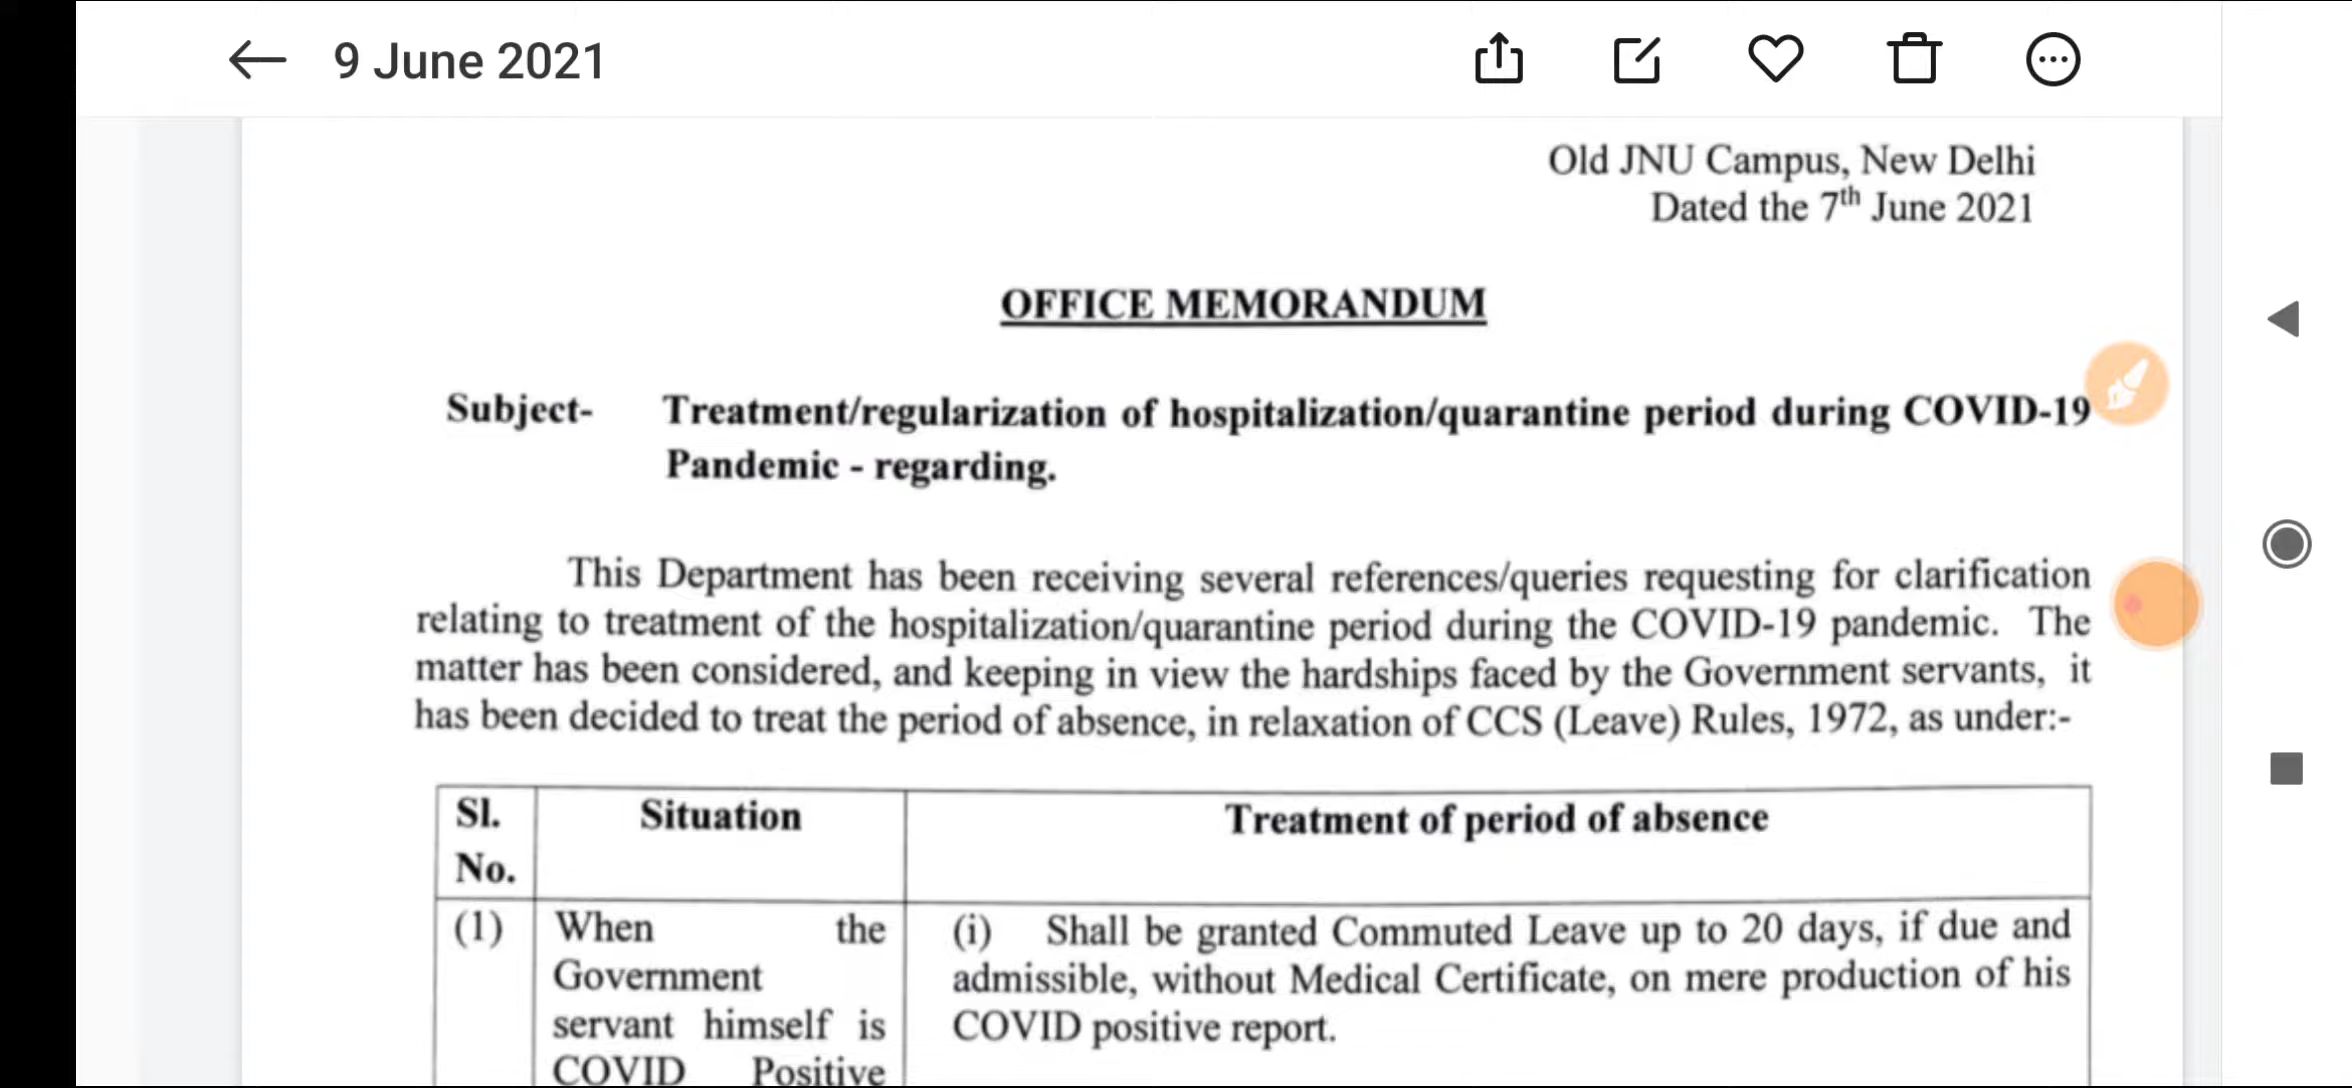 9 June 2021
Old JNU Campus, New Delhi
Dated the 7th June 2021
OFFICE MEMORANDUM
Subject- Treatment/regularization of hospitalization/quarantine period during COVID-19
Pandemic - regarding.
This Department has been receiving several references/queries requesting for clarification
relating to treatment of the hospitalization/quarantine period during the COVID-19 pandemic. The
matter has been considered, and keeping in view the hardships faced by the Government servants, it
has been decided to treat the period of absence, in relaxation of CCS (Leave) Rules, 1972, as under:-
Sl. Situation Treatment of period of absence
No.
(1) When the (i) Shall be granted Commuted Leave up to 20 days, if due and
Government admissible, without Medical Certificate, on mere production of his
servant himself is COVID positive report.
COVID Positive